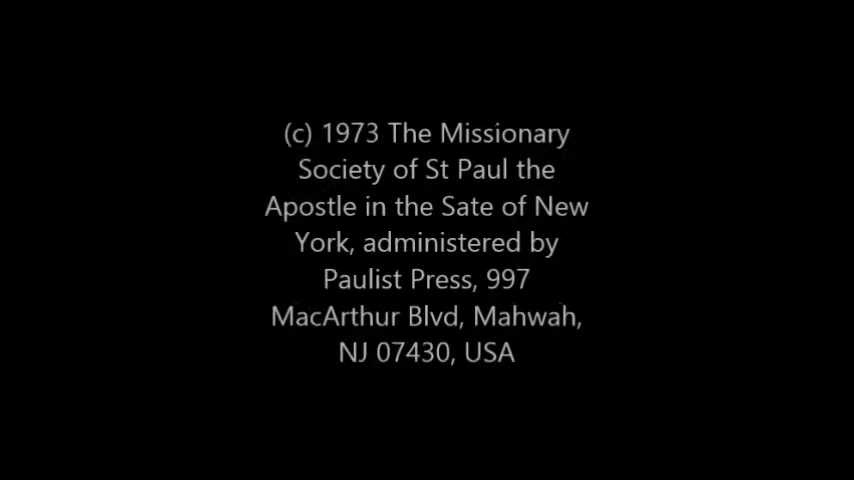 (c) 1973 The Missionary
Society of St Paul the
Apostle in the Sate of New
York, administered by
Paulist Press, 997
MacArthur Blvd, Mahwah,
NJ 07430, USA